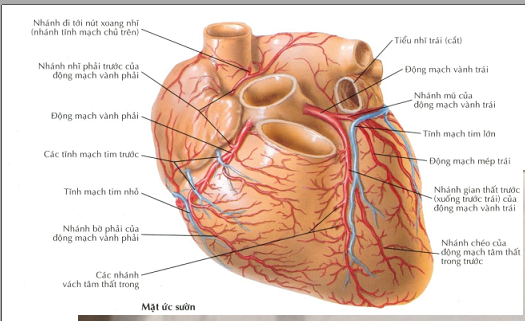 Nhánh đi tới nút xoang nhĩ
(nhánh tĩnh mạch chủ trên)
Nhánh nhĩ phải trước của
động mạch vành phải
Động mạch vành phải
Các tĩnh mạch tim trước
Tĩnh mạch tim nhỏ
Nhánh bờ phải của
động mạch vành phải
Các nhánh
vách tâm thất trong
Tiểu nhĩ trái (cắt)
Động mạch vành trái
Nhánh mũ của
động mạch vành trái
Tĩnh mạch tim lớn
Động mạch mép trái
Nhánh gian thất trước
(xuống trước trái) của
động mạch vành trái
Nhánh chéo của
động mạch tâm thất
trong trước
Mặt ức sườn